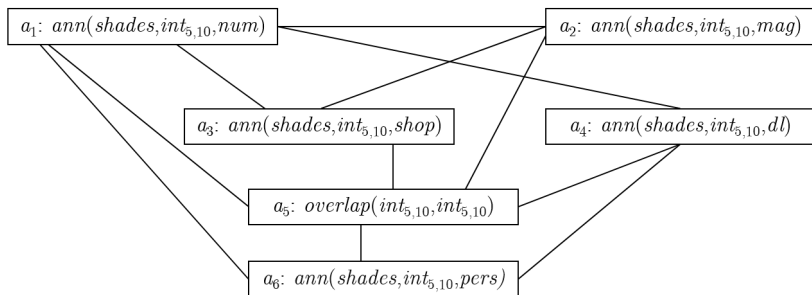 a₁: ann(shades,int₅,₁₀,num)
a₂: ann(shades,int₅,₁₀,mag)
a₃: ann(shades,int₅,₁₀,shop)
a₄: ann(shades,int₅,₁₀,dl)
a₅: overlap(int₅,₁₀,int₅,₁₀)
a₆: ann(shades,int₅,₁₀,pers)